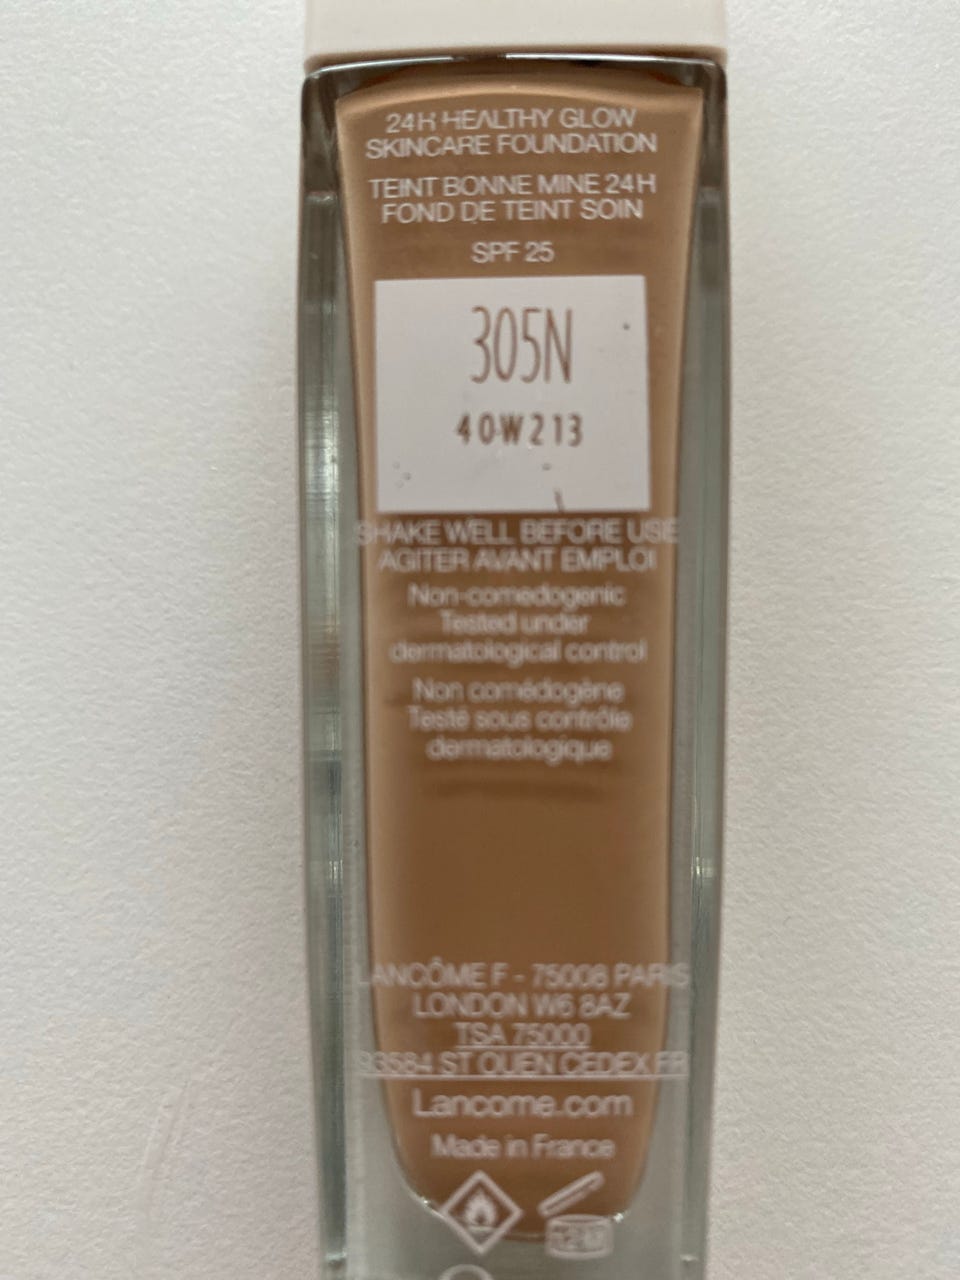 24H HEALTHY GLOW
SKINCARE FOUNDATION
TEINT BONNE MINE 24H
FOND DE TEINT SOIN
SPF 25
305N
40W213
SHAKE WELL BEFORE USE
AGITER AVANT EMPLOI
Non-comedogenic
Tested under
dermatological control
Non comédogène
Testé sous contrôle
dermatologique
LANCÔME F - 75008 PARIS
LONDON W6 8AZ
TSA 75000
93584 ST OUEN CEDEX FR
Lancome.com
Made in France
12M